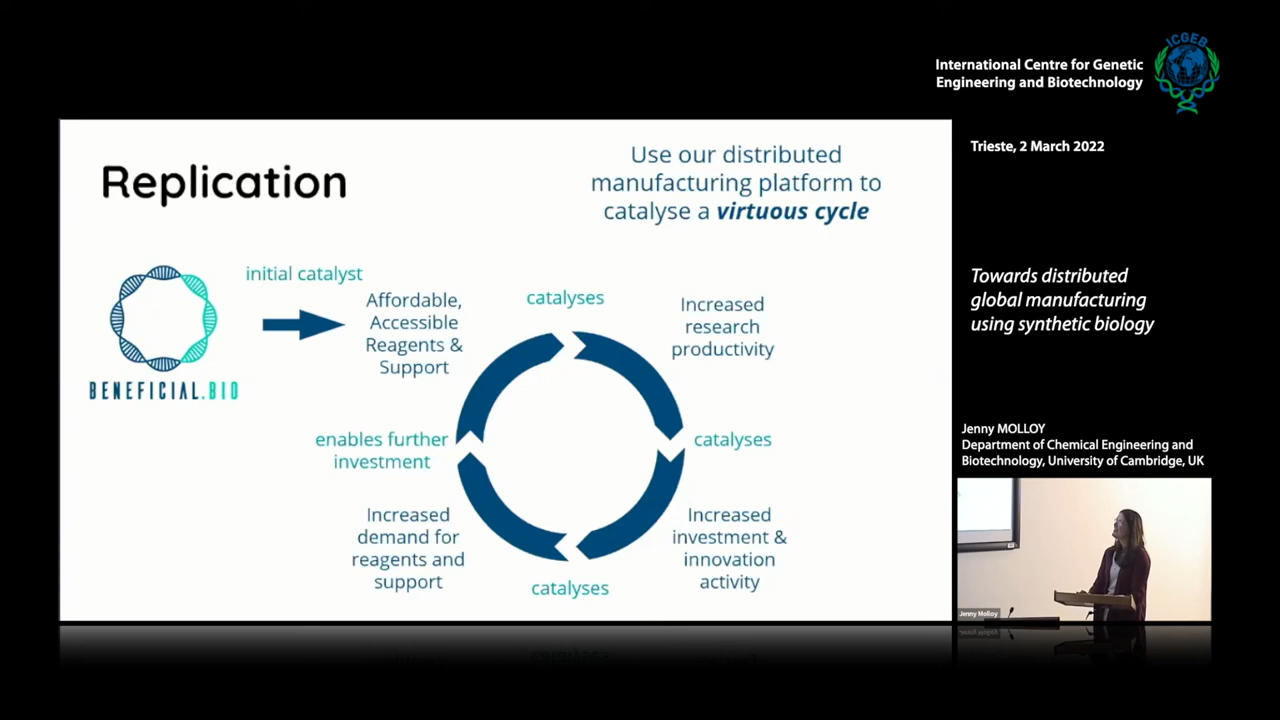 ICGEB
International Centre for Genetic
Engineering and Biotechnology
Trieste, 2 March 2022
Towards distributed
global manufacturing
using synthetic biology
Jenny MOLLOY
Department of Chemical Engineering and
Biotechnology, University of Cambridge, UK
Jenny Molloy
Replication
Use our distributed
manufacturing platform to
catalyse a virtuous cycle
BENEFICIAL.BIO
initial catalyst
Affordable,
Accessible
Reagents &
Support
catalyses
Increased
research
productivity
catalyses
Increased
investment &
innovation
activity
catalyses
Increased
demand for
reagents and
support
enables further
investment